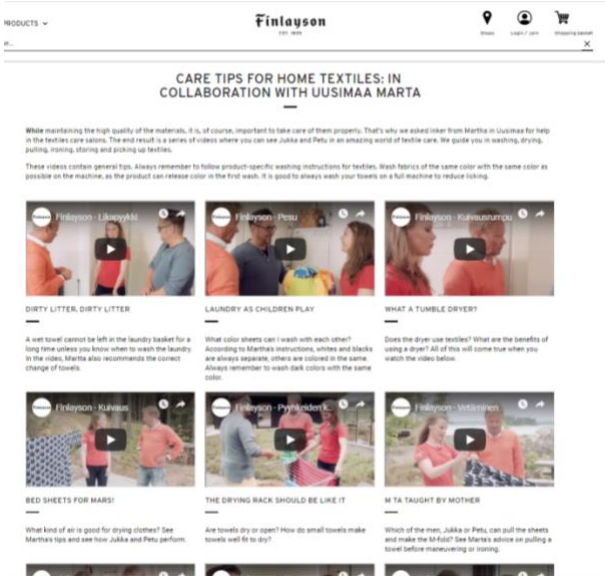 PRODUCTS
Finlayson
EST. 1820
Shops
Login / Join
Shopping basket
CARE TIPS FOR HOME TEXTILES: IN
COLLABORATION WITH UUSIMAA MARTA
While maintaining the high quality of the materials, it is, of course, important to take care of them properly. That's why we asked Inker from Martha in Uusimaa for help
in the textiles care salons. The end result is a series of videos where you can see Jukka and Petu in an amazing world of textile care. We guide you in washing, drying,
pulling, ironing, storing and picking up textiles.
These videos contain general tips. Always remember to follow product-specific washing instructions for textiles. Wash fabrics of the same color with the same color as
possible on the machine, as the product can release color in the first wash. It is good to always wash your towels on a full machine to reduce licking.
Finlayson - Likapyykki
Finlayson - Pesu
Finlayson - Kuivausrumpu
DIRTY LITTER, DIRTY LITTER
LAUNDRY AS CHILDREN PLAY
WHAT A TUMBLE DRYER?
A wet towel cannot be left in the laundry basket for a
long time unless you know when to wash the laundry.
In the video, Martta also recommends the correct
change of towels.
What color sheets can i wash with each other?
According to Martha's instructions, whites and blacks
are always separate, others are colored in the same.
Always remember to wash dark colors with the same
color.
Does the dryer use textiles? What are the benefits of
using a dryer? All of this will come true when you
watch the video below.
Finlayson - Kuivaus
Finlayson - Pyyhkeiden k...
Finlayson - Vetäminen
BED SHEETS FOR MARS!
THE DRYING RACK SHOULD BE LIKE IT
M TA TAUGHT BY MOTHER
What kind of air is good for drying clothes? See
Martha's tips and see how Jukka and Petu perform.
Are towels dry or open? How do small towels make
towels well fit to dry?
Which of the men, Jukka or Petu, can pull the sheets
and make the M-fold? See Marta's advice on pulling a
towel before maneuvering or ironing.